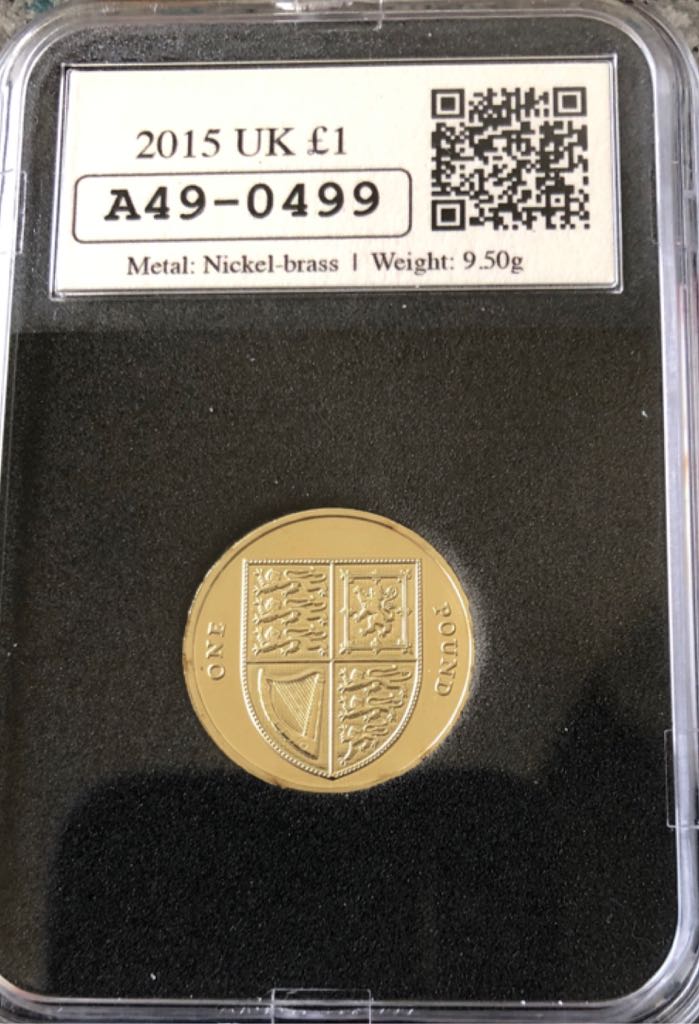 2015 UK £1
A49-0499
Metal: Nickel-brass | Weight: 9.50g
ONE
POUND